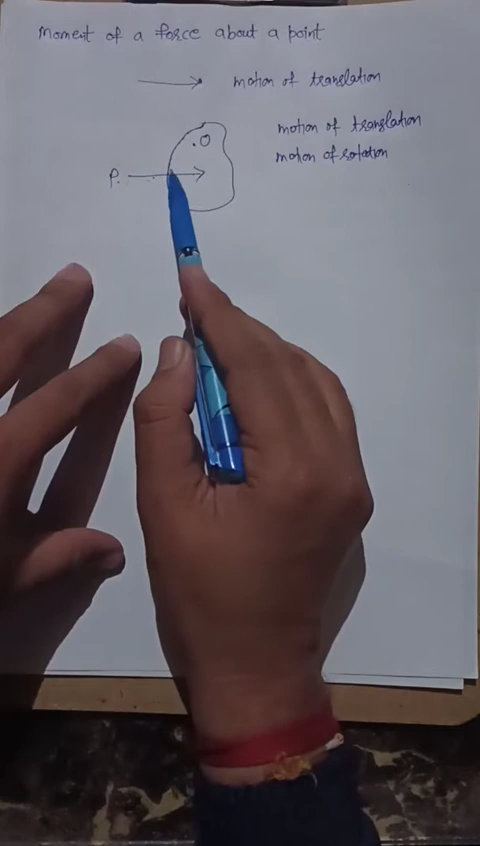 Moment of a force about a point
motion of translation
motion of translation
motion of rotation
.O
P.